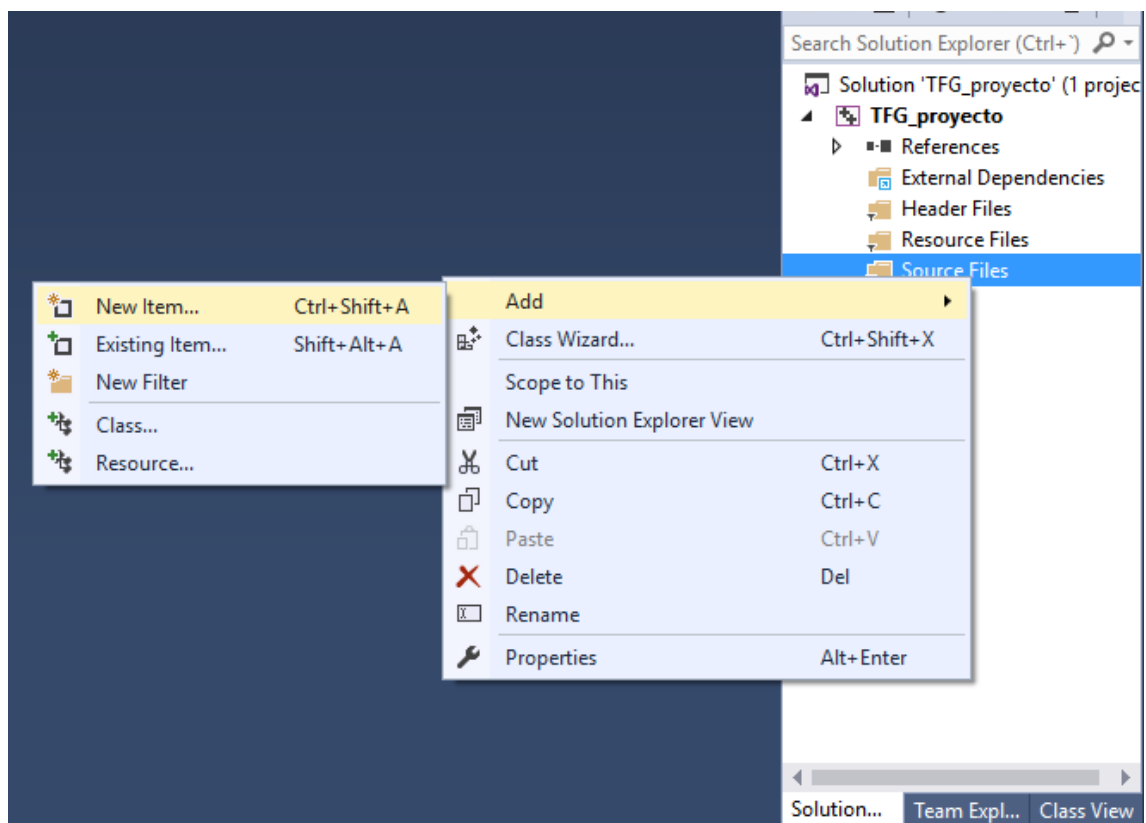 Search Solution Explorer (Ctrl+`)
Solution 'TFG_proyecto' (1 projec
TFG_proyecto
References
External Dependencies
Header Files
Resource Files
Source Files
New Item... Ctrl+Shift+A
Existing Item... Shift+Alt+A
New Filter
Class...
Resource...
Add
Class Wizard... Ctrl+Shift+X
Scope to This
New Solution Explorer View
Cut Ctrl+X
Copy Ctrl+C
Paste Ctrl+V
Delete Del
Rename
Properties Alt+Enter
Solution... Team Expl... Class View